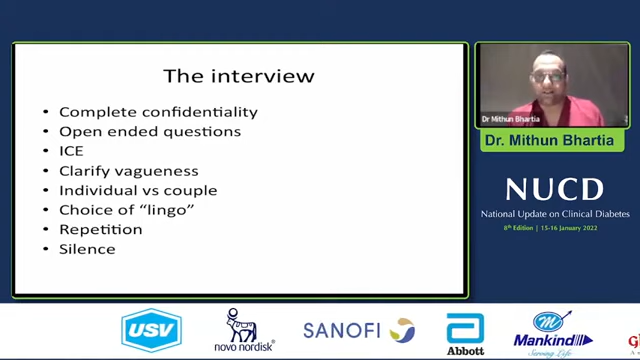 The interview
• Complete confidentiality
• Open ended questions
• ICE
• Clarify vagueness
• Individual vs couple
• Choice of “lingo”
• Repetition
• Silence
Dr Mithun Bhartia
Dr. Mithun Bhartia
NUCD
National Update on Clinical Diabetes
8th Edition | 15-16 January 2022
USV
novo nordisk®
SANOFI
Abbott
Mankind
Serving Life